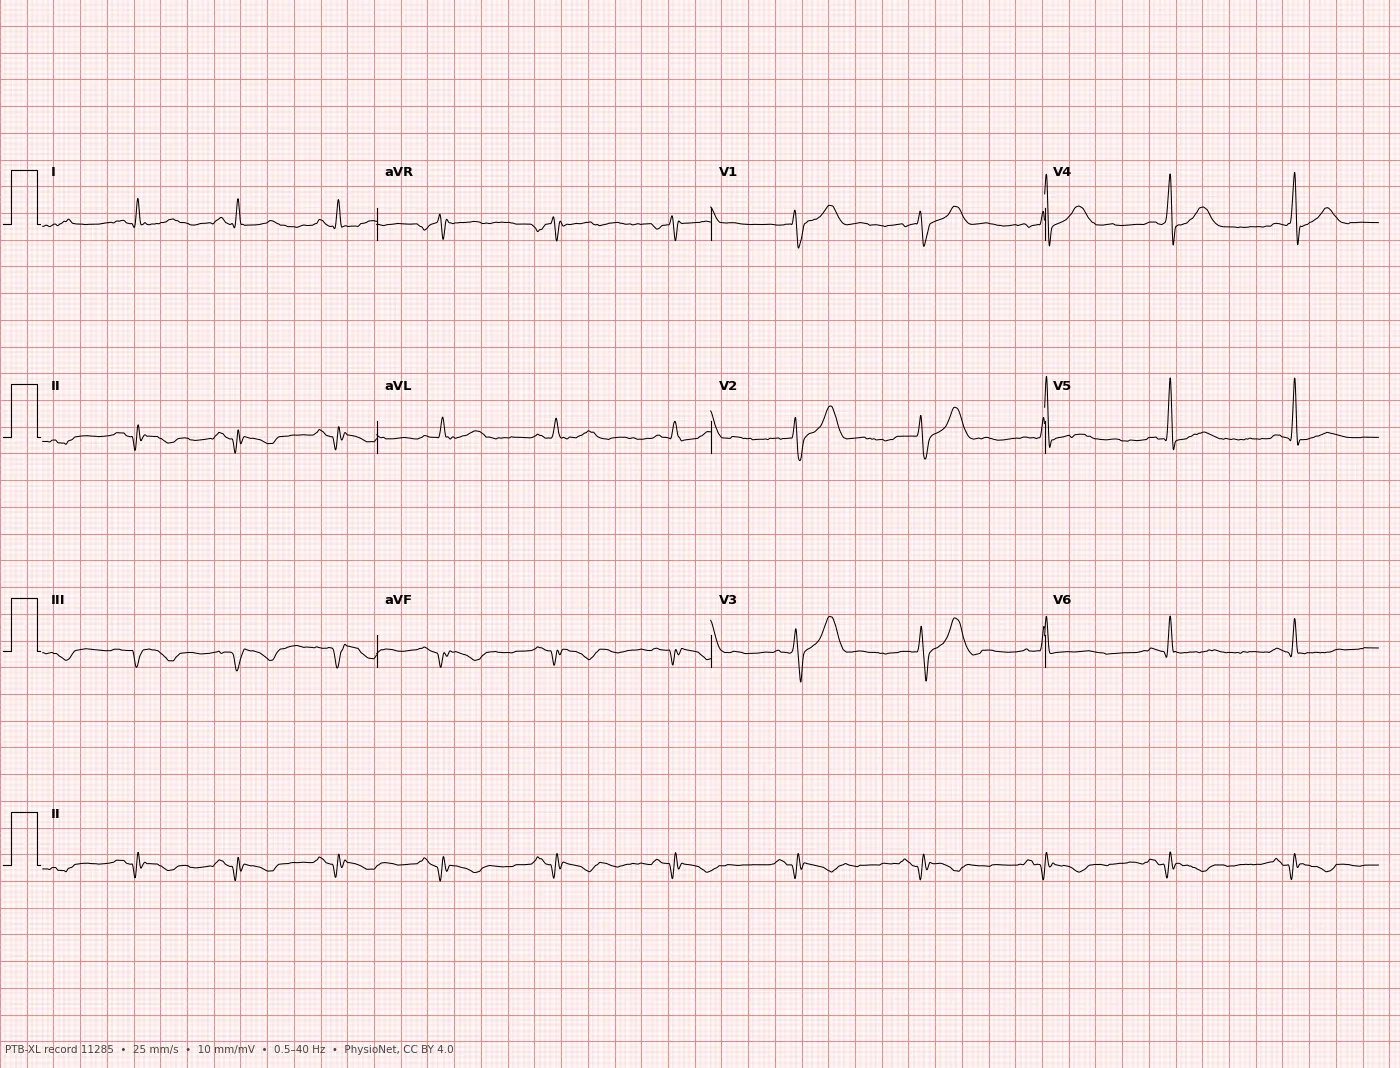 I aVR V1 V4
II aVL V2 V5
III aVF V3 V6
II
PTB-XL record 11285 • 25 mm/s • 10 mm/mV • 0.5–40 Hz • PhysioNet, CC BY 4.0